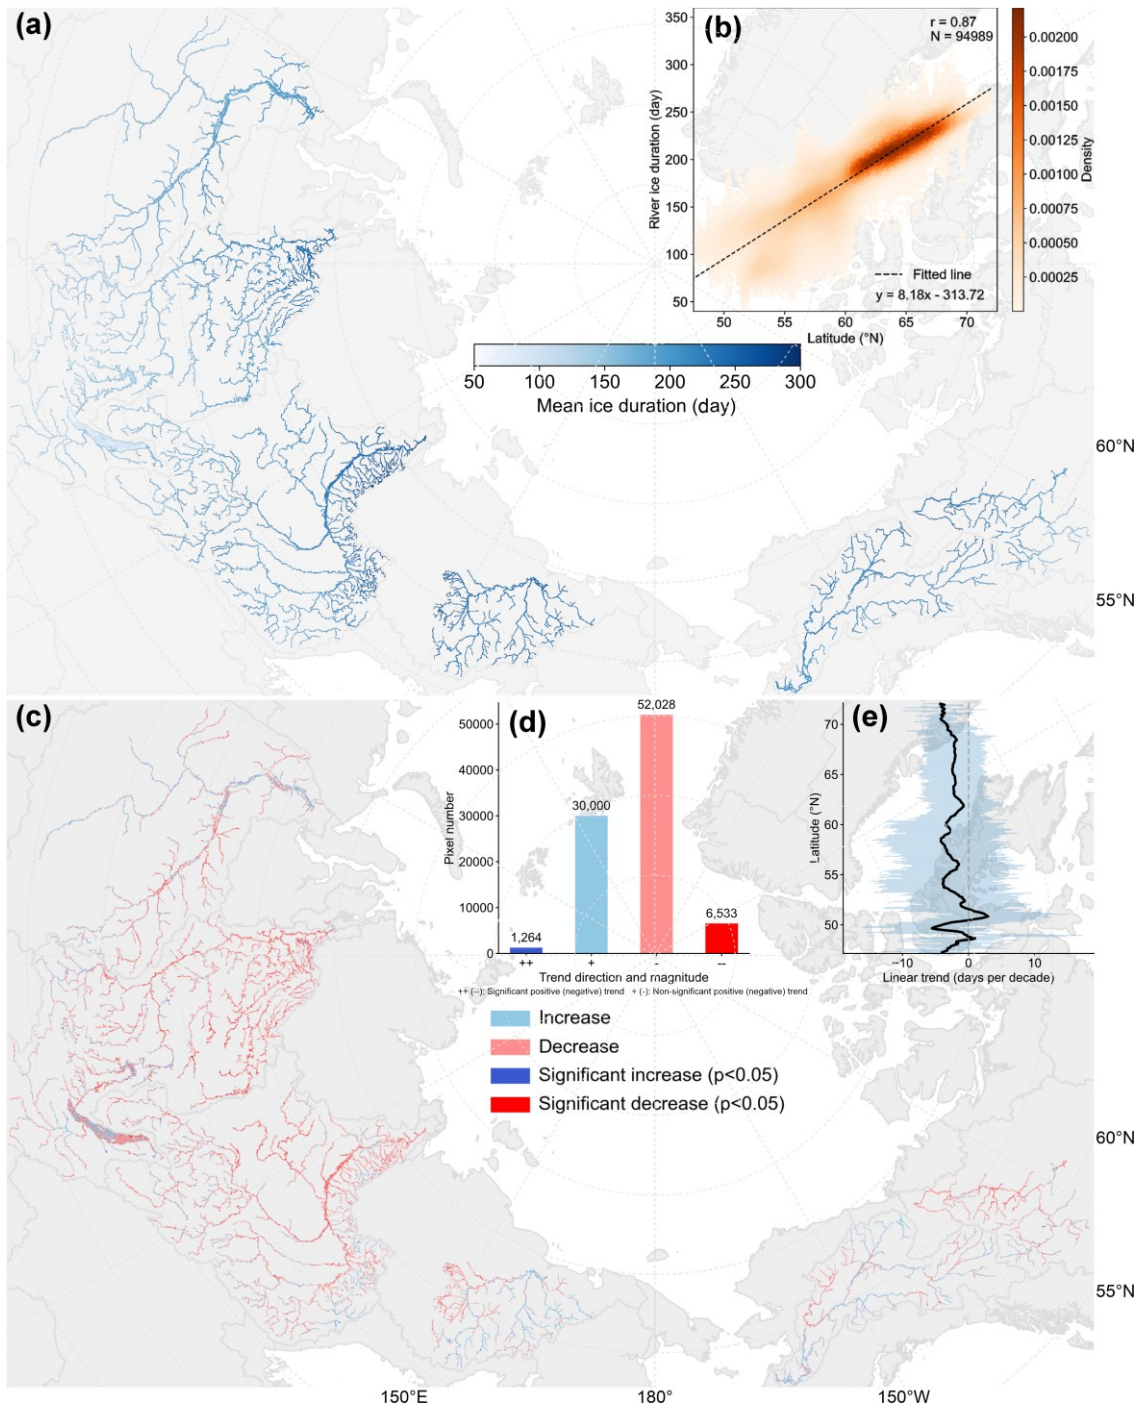 (a)
(b)
r = 0.87
N = 94989
350
300
250
200
150
100
50
River ice duration (day)
50 55 60 65 70
Latitude (°N)
Fitted line
y = 8.18x - 313.72
0.00200
0.00175
0.00150
0.00125
0.00100
0.00075
0.00050
0.00025
Density
50 100 150 200 250 300
Mean ice duration (day)
60°N
55°N
(c)
(d)
50000
40000
30000
20000
10000
0
Pixel number
1,264
30,000
52,028
6,533
++ + - --
Trend direction and magnitude
++ (--): Significant positive (negative) trend + (-): Non-significant positive (negative) trend
Increase
Decrease
Significant increase (p<0.05)
Significant decrease (p<0.05)
(e)
70
65
60
55
50
Latitude (°N)
−10 0 10
Linear trend (days per decade)
60°N
55°N
150°E 180° 150°W